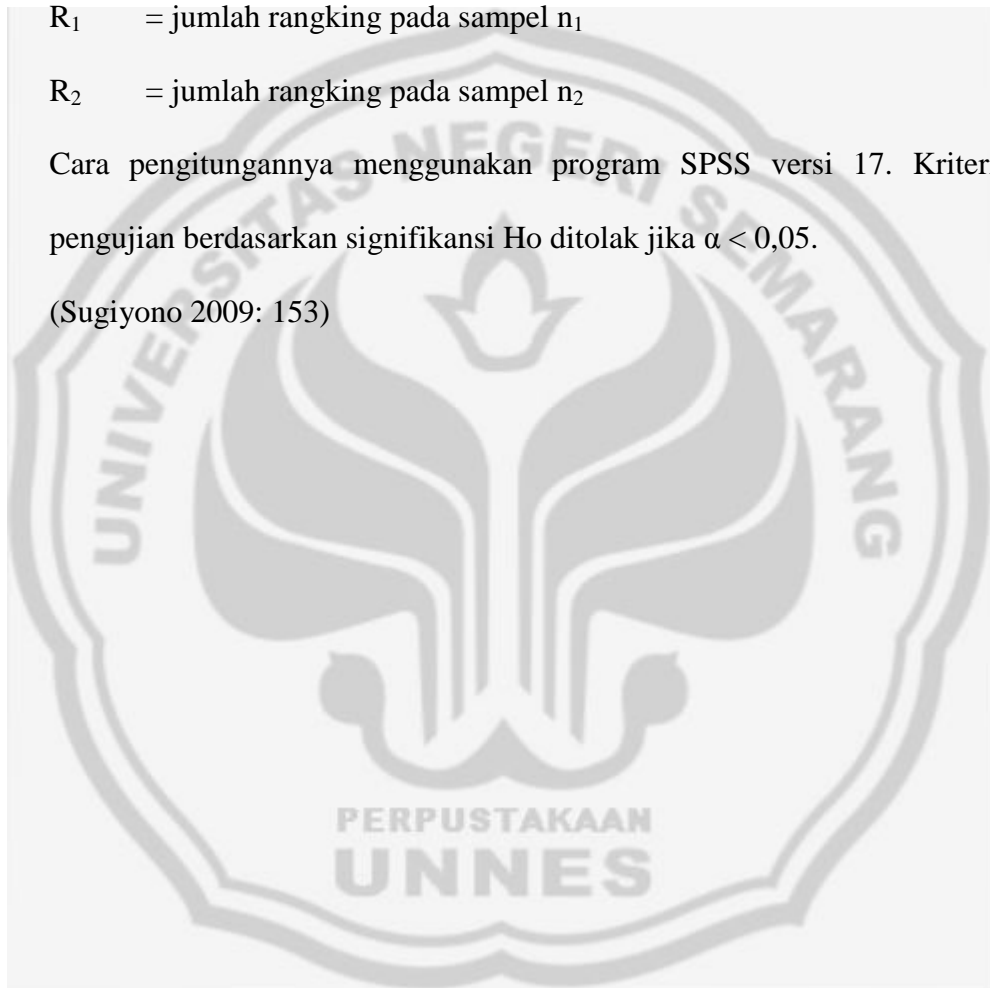 R₁ = jumlah rangking pada sampel n₁
R₂ = jumlah rangking pada sampel n₂
Cara pengitungannya menggunakan program SPSS versi 17. Kriter
pengujian berdasarkan signifikansi Ho ditolak jika α < 0,05.
(Sugiyono 2009: 153)
UNIVERSITAS NEGERI SEMARANG
PERPUSTAKAAN
UNNES